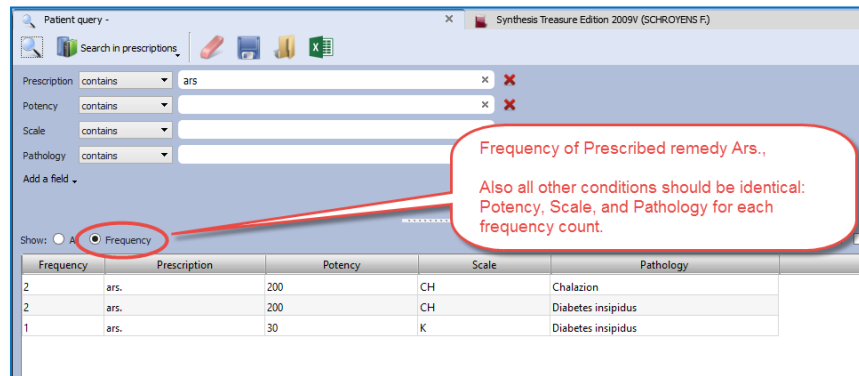 Patient query -
Synthesis Treasure Edition 2009V (SCHROYENS F.)
Search in prescriptions
Prescription contains ars
Potency contains
Scale contains
Pathology contains
Add a field
Frequency of Prescribed remedy Ars.,
Also all other conditions should be identical:
Potency, Scale, and Pathology for each
frequency count.
Show: A Frequency
Frequency Prescription Potency Scale Pathology
2 ars. 200 CH Chalazion
2 ars. 200 CH Diabetes insipidus
1 ars. 30 K Diabetes insipidus